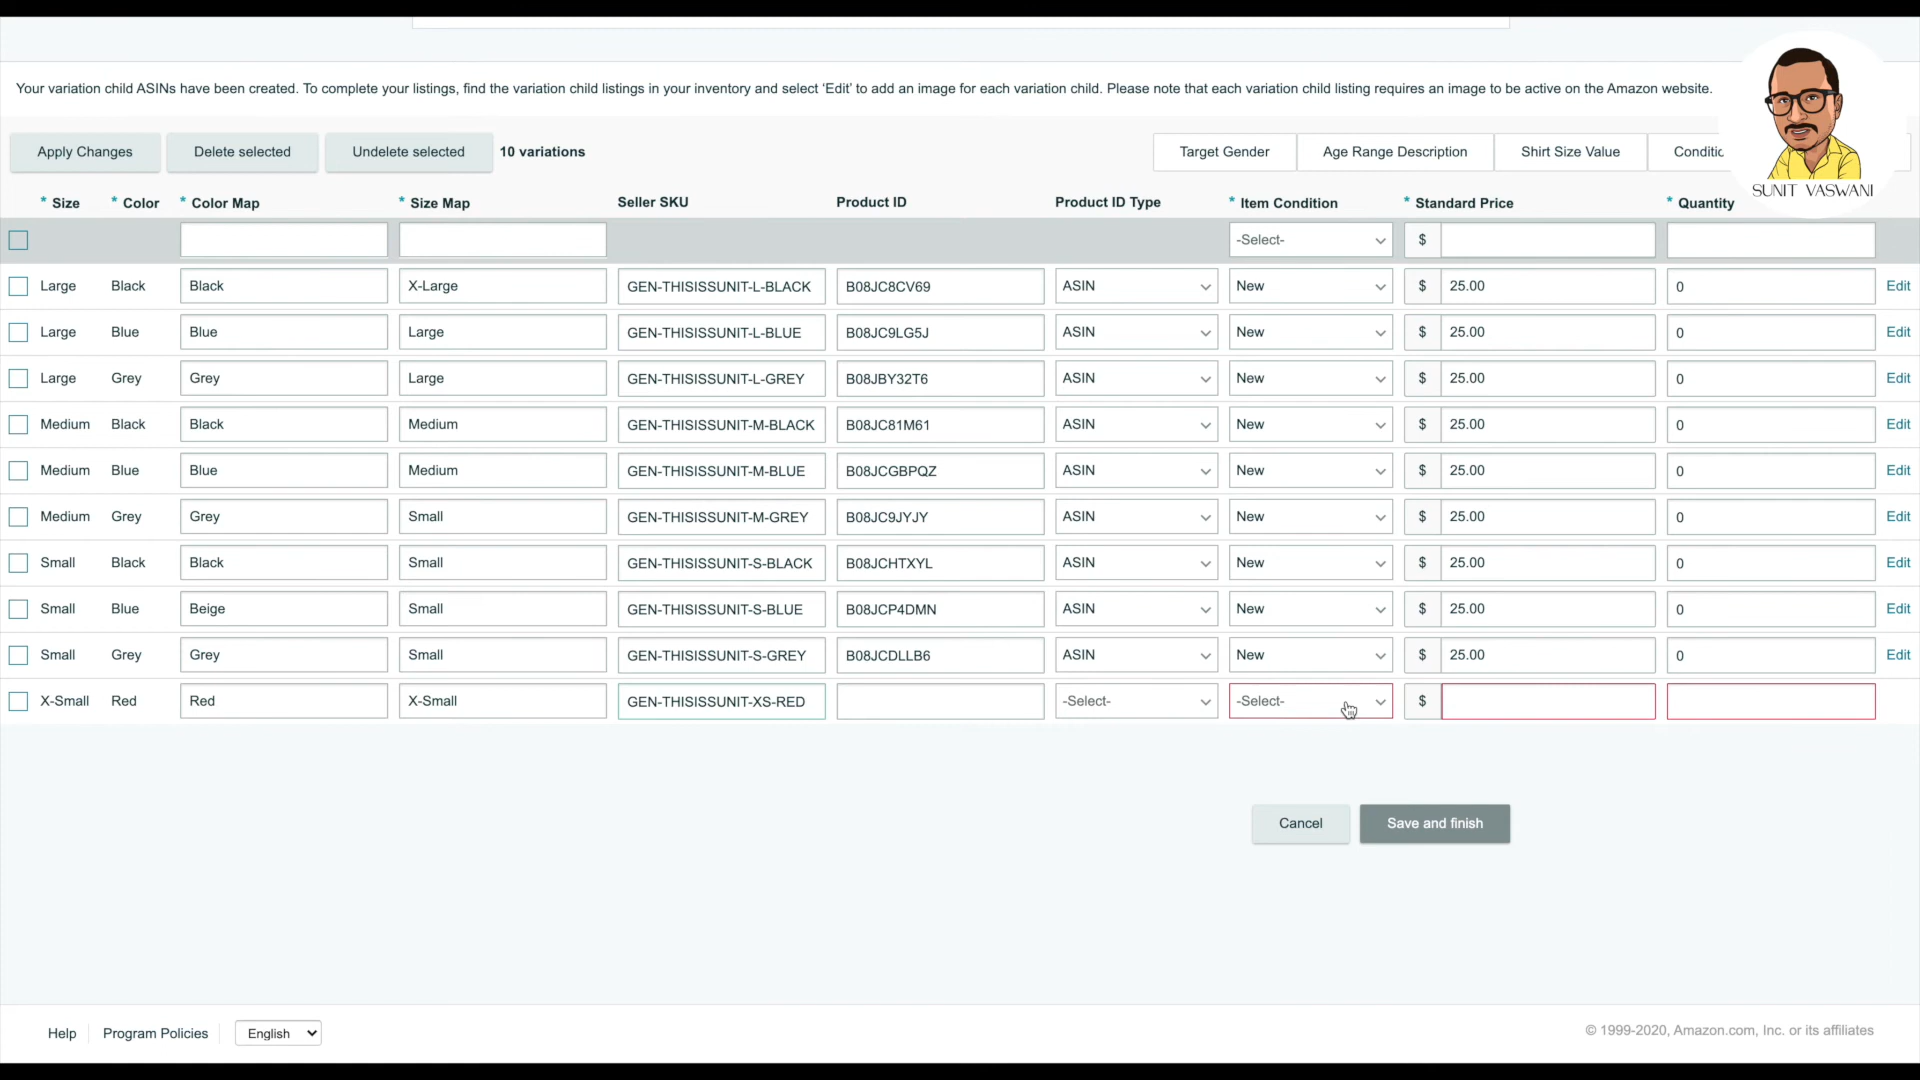 Your variation child ASINs have been created. To complete your listings, find the variation child listings in your inventory and select ‘Edit’ to add an image for each variation child. Please note that each variation child listing requires an image to be active on the Amazon website.
Apply Changes Delete selected Undelete selected 10 variations Target Gender Age Range Description Shirt Size Value
SUNIT VASWANI
* Size * Color * Color Map * Size Map Seller SKU Product ID Product ID Type * Item Condition * Standard Price * Quantity
-Select- $
Large Black Black X-Large GEN-THISISSUNIT-L-BLACK B08JC8CV69 ASIN New $ 25.00 0 Edit
Large Blue Blue Large GEN-THISISSUNIT-L-BLUE B08JC9LG5J ASIN New $ 25.00 0 Edit
Large Grey Grey Large GEN-THISISSUNIT-L-GREY B08JBY32T6 ASIN New $ 25.00 0 Edit
Medium Black Black Medium GEN-THISISSUNIT-M-BLACK B08JC81M61 ASIN New $ 25.00 0 Edit
Medium Blue Blue Medium GEN-THISISSUNIT-M-BLUE B08JCGBPQZ ASIN New $ 25.00 0 Edit
Medium Grey Grey Small GEN-THISISSUNIT-M-GREY B08JC9JYJY ASIN New $ 25.00 0 Edit
Small Black Black Small GEN-THISISSUNIT-S-BLACK B08JCHTXYL ASIN New $ 25.00 0 Edit
Small Blue Beige Small GEN-THISISSUNIT-S-BLUE B08JCP4DMN ASIN New $ 25.00 0 Edit
Small Grey Grey Small GEN-THISISSUNIT-S-GREY B08JCDLLB6 ASIN New $ 25.00 0 Edit
X-Small Red Red X-Small GEN-THISISSUNIT-XS-RED -Select- -Select- $
Cancel Save and finish
Help Program Policies English © 1999-2020, Amazon.com, Inc. or its affiliates